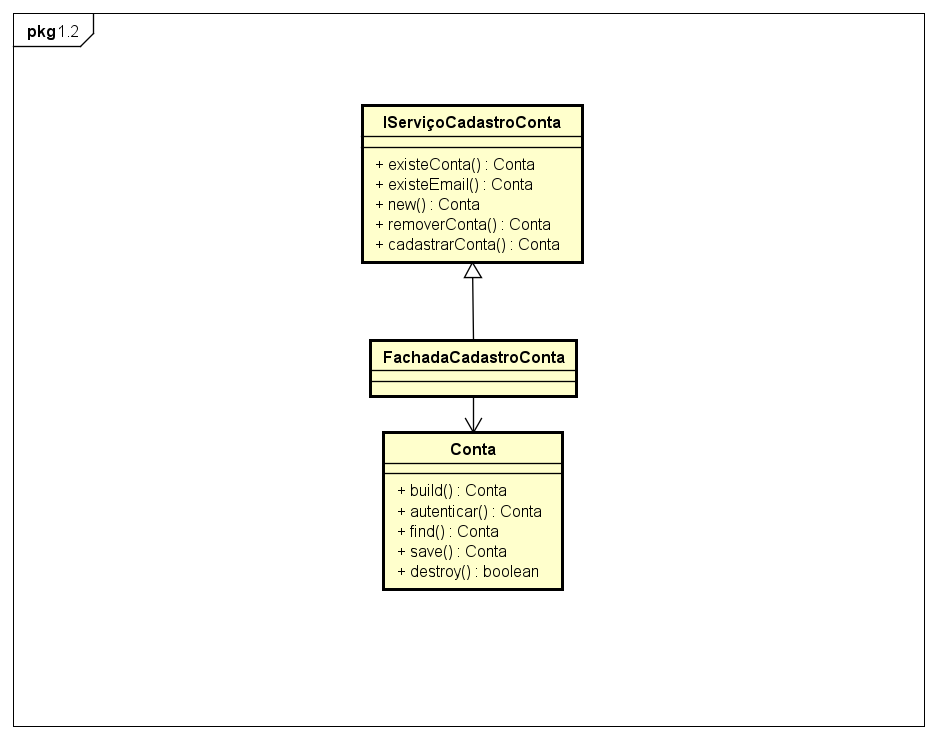 pkg 1.2
IServiçoCadastroConta
+ existeConta() : Conta
+ existeEmail() : Conta
+ new() : Conta
+ removerConta() : Conta
+ cadastrarConta() : Conta
FachadaCadastroConta
Conta
+ build() : Conta
+ autenticar() : Conta
+ find() : Conta
+ save() : Conta
+ destroy() : boolean